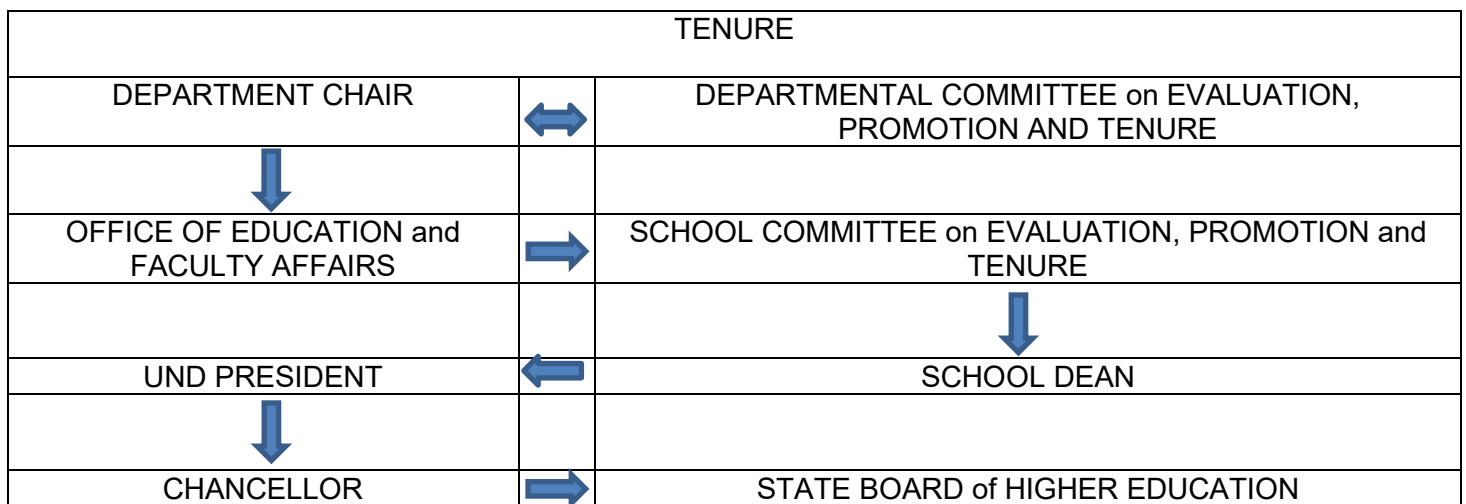 TENURE
DEPARTMENT CHAIR
DEPARTMENTAL COMMITTEE on EVALUATION,
PROMOTION AND TENURE
OFFICE OF EDUCATION and
FACULTY AFFAIRS
SCHOOL COMMITTEE on EVALUATION, PROMOTION and
TENURE
UND PRESIDENT
SCHOOL DEAN
CHANCELLOR
STATE BOARD of HIGHER EDUCATION